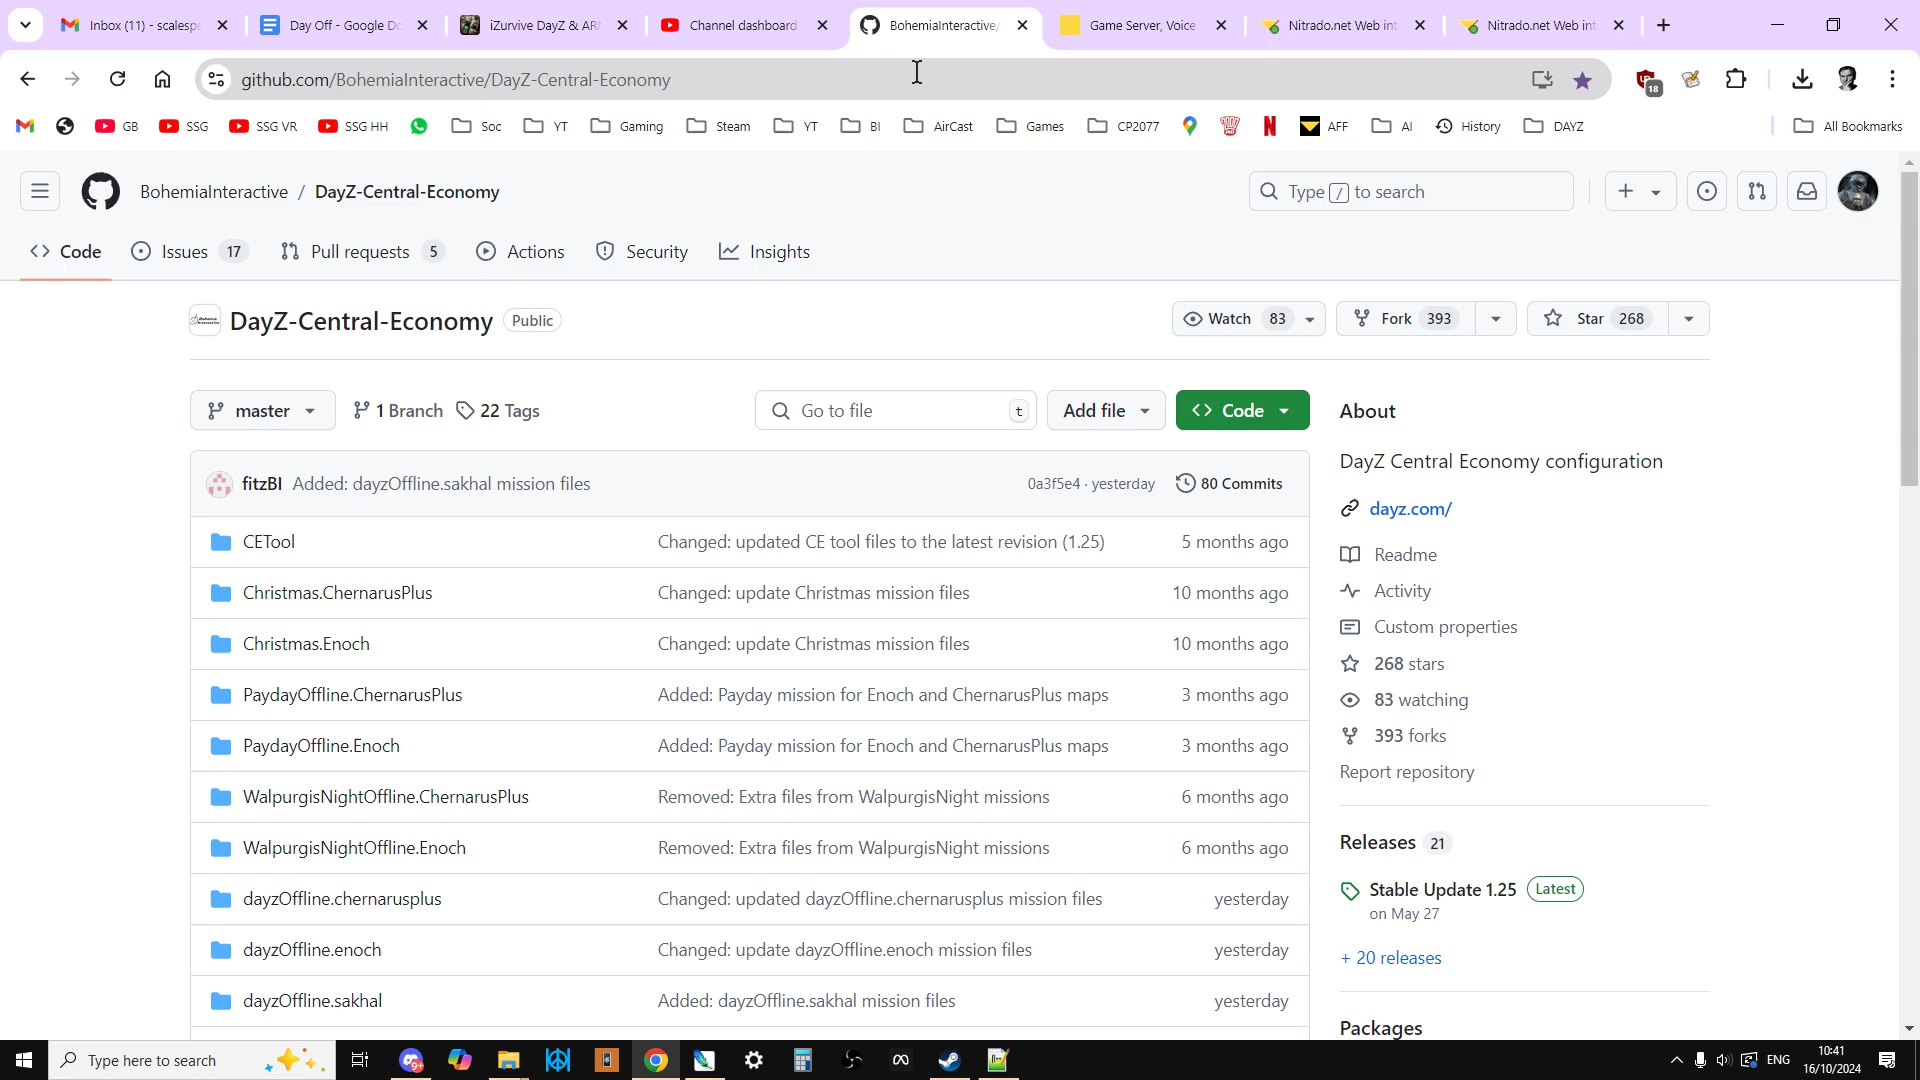 Inbox (11) - scalespe
Day Off - Google Do
iZurvive DayZ & AR
Channel dashboard
BohemiaInteractive/
Game Server, Voice
Nitrado.net Web int
Nitrado.net Web int
github.com/BohemiaInteractive/DayZ-Central-Economy
18
GB
SSG
SSG VR
SSG HH
Soc
YT
Gaming
Steam
YT
BI
AirCast
Games
CP2077
AFF
AI
History
DAYZ
All Bookmarks
BohemiaInteractive / DayZ-Central-Economy
Type / to search
Code
Issues 17
Pull requests 5
Actions
Security
Insights
DayZ-Central-Economy Public
Watch 83
Fork 393
Star 268
master
1 Branch
22 Tags
Go to file t
Add file
Code
About
DayZ Central Economy configuration
dayz.com/
Readme
Activity
Custom properties
268 stars
83 watching
393 forks
Report repository
Releases 21
Stable Update 1.25 Latest
on May 27
+ 20 releases
Packages
fitzBI Added: dayzOffline.sakhal mission files 0a3f5e4 · yesterday 80 Commits
CETool Changed: updated CE tool files to the latest revision (1.25) 5 months ago
Christmas.ChernarusPlus Changed: update Christmas mission files 10 months ago
Christmas.Enoch Changed: update Christmas mission files 10 months ago
PaydayOffline.ChernarusPlus Added: Payday mission for Enoch and ChernarusPlus maps 3 months ago
PaydayOffline.Enoch Added: Payday mission for Enoch and ChernarusPlus maps 3 months ago
WalpurgisNightOffline.ChernarusPlus Removed: Extra files from WalpurgisNight missions 6 months ago
WalpurgisNightOffline.Enoch Removed: Extra files from WalpurgisNight missions 6 months ago
dayzOffline.chernarusplus Changed: updated dayzOffline.chernarusplus mission files yesterday
dayzOffline.enoch Changed: update dayzOffline.enoch mission files yesterday
dayzOffline.sakhal Added: dayzOffline.sakhal mission files yesterday
Type here to search
ENG
10:41
16/10/2024